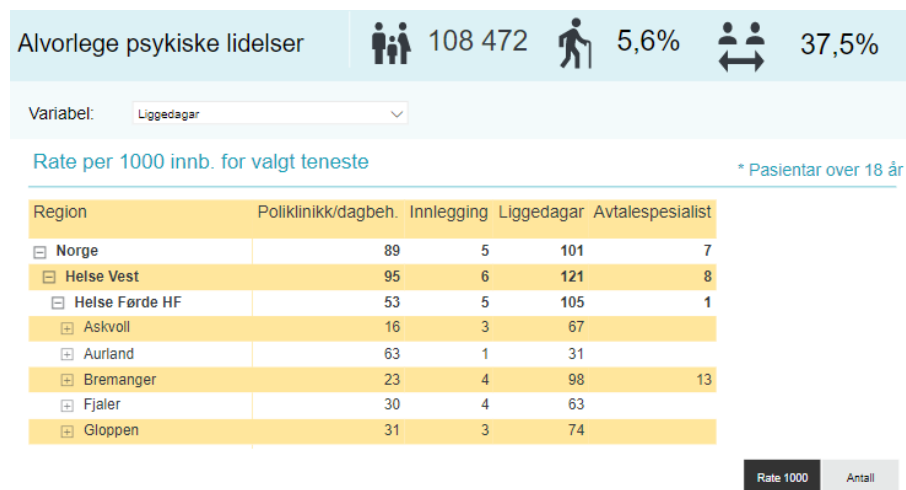 Alvorlege psykiske lidelser 108 472 5,6% 37,5%
Variabel: Liggedagar
Rate per 1000 innb. for valgt teneste
* Pasientar over 18 år
Region Poliklinikk/dagbeh. Innlegging Liggedagar Avtalespesialist
Norge 89 5 101 7
Helse Vest 95 6 121 8
Helse Førde HF 53 5 105 1
Askvoll 16 3 67
Aurland 63 1 31
Bremanger 23 4 98 13
Fjaler 30 4 63
Gloppen 31 3 74
Rate 1000 Antall